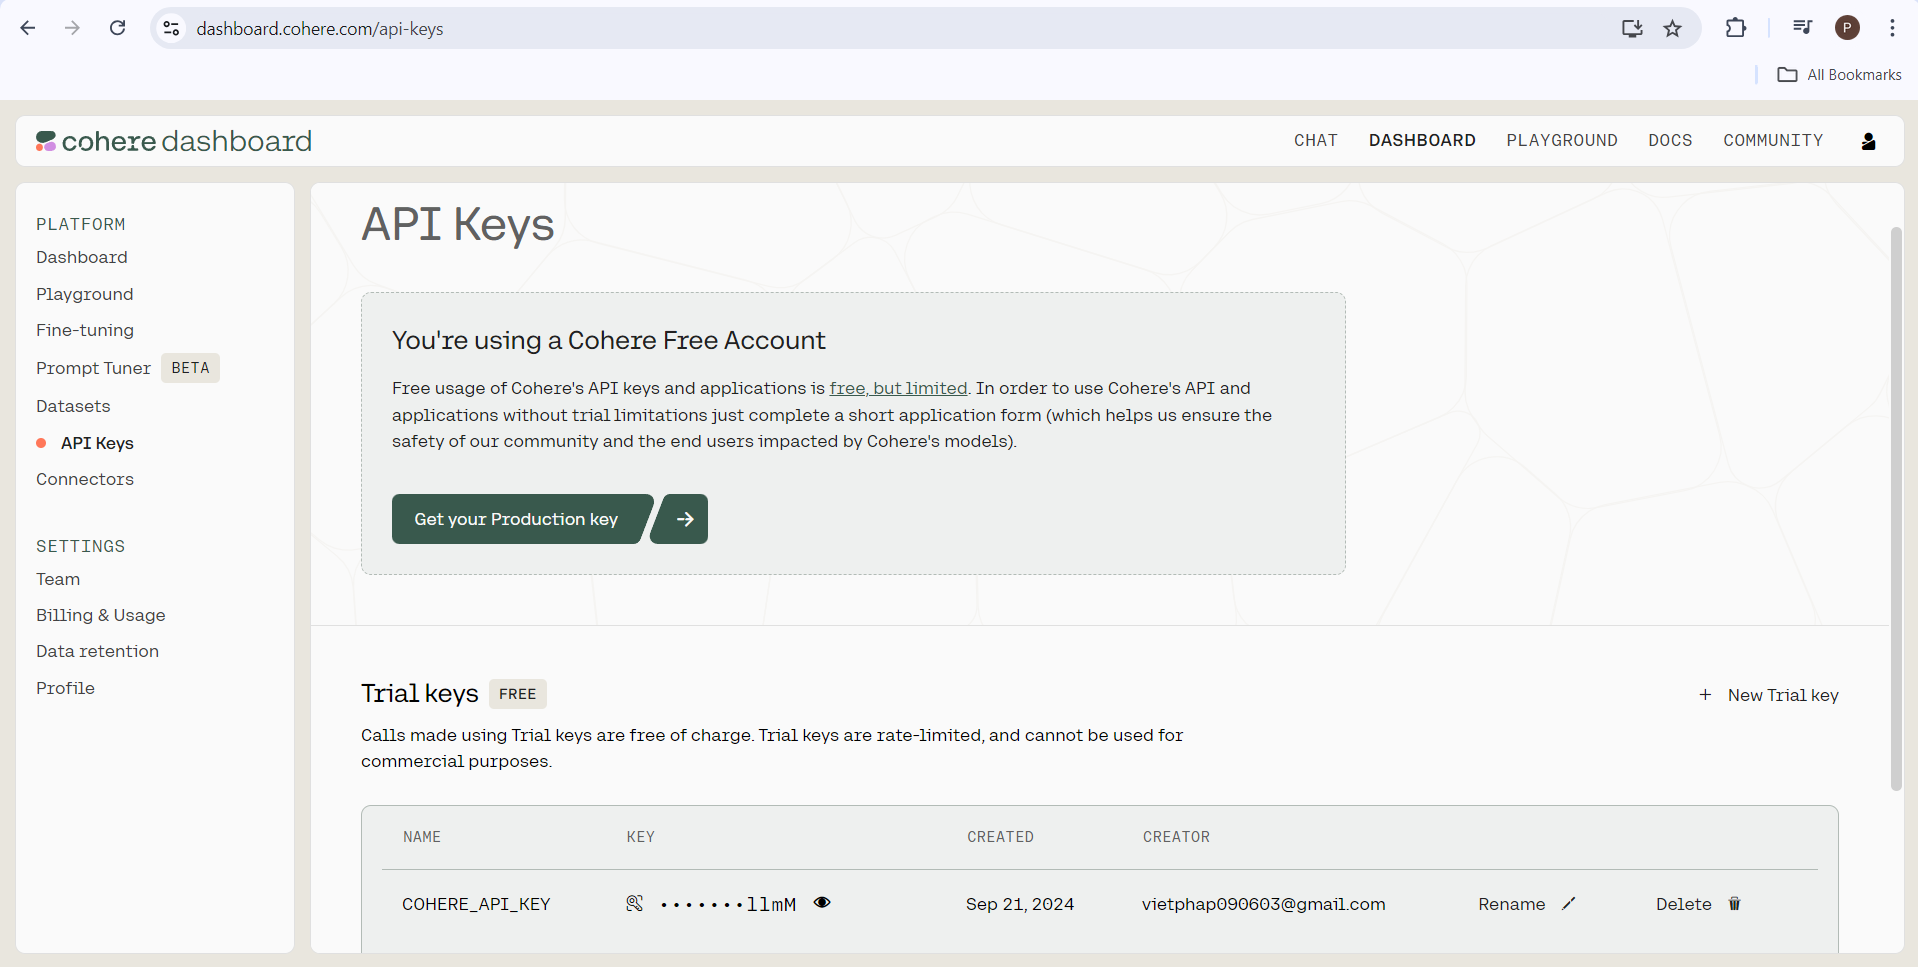 dashboard.cohere.com/api-keys
P
All Bookmarks
cohere dashboard
CHAT DASHBOARD PLAYGROUND DOCS COMMUNITY
PLATFORM
Dashboard
Playground
Fine-tuning
Prompt Tuner BETA
Datasets
API Keys
Connectors
SETTINGS
Team
Billing & Usage
Data retention
Profile
API Keys
You're using a Cohere Free Account
Free usage of Cohere's API keys and applications is free, but limited. In order to use Cohere's API and
applications without trial limitations just complete a short application form (which helps us ensure the
safety of our community and the end users impacted by Cohere's models).
Get your Production key
Trial keys FREE
+ New Trial key
Calls made using Trial keys are free of charge. Trial keys are rate-limited, and cannot be used for
commercial purposes.
NAME KEY CREATED CREATOR
COHERE_API_KEY •••••••llmM Sep 21, 2024 vietphap090603@gmail.com Rename Delete